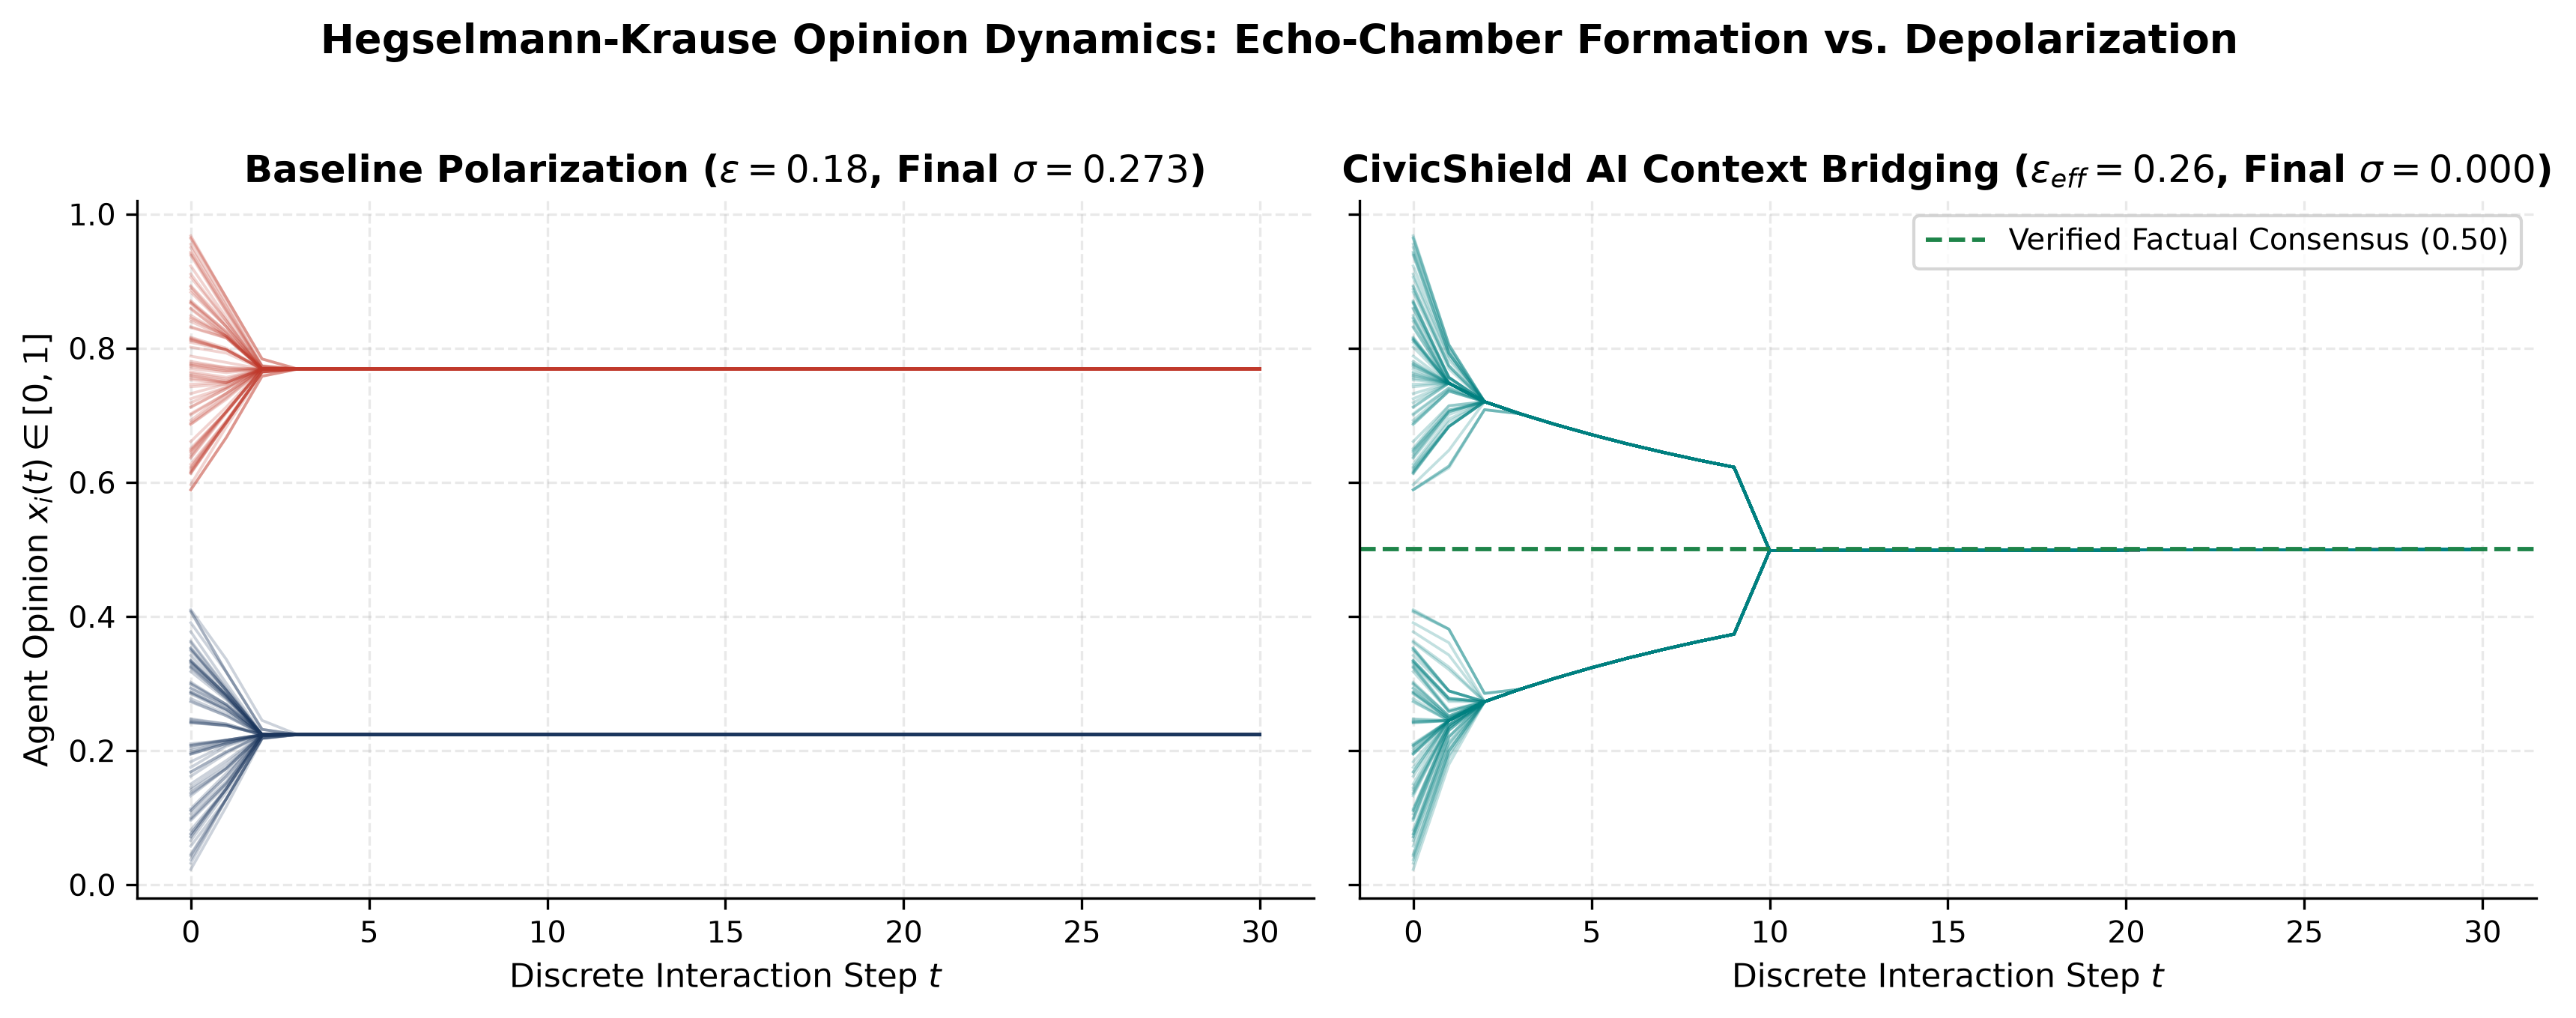 Hegselmann-Krause Opinion Dynamics: Echo-Chamber Formation vs. Depolarization
Baseline Polarization (ε = 0.18, Final σ = 0.273)
Agent Opinion xᵢ(t) ∈ [0, 1]
1.0
0.8
0.6
0.4
0.2
0.0
0 5 10 15 20 25 30
Discrete Interaction Step t
CivicShield AI Context Bridging (ε_eff = 0.26, Final σ = 0.000)
Verified Factual Consensus (0.50)
0 5 10 15 20 25 30
Discrete Interaction Step t